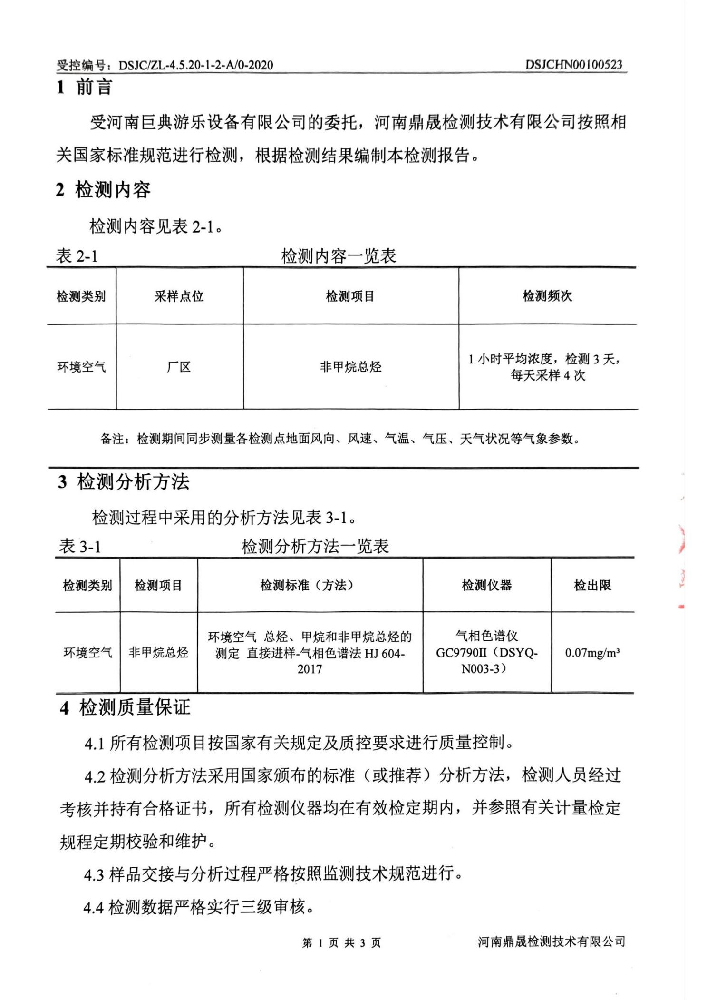 受控编号：DSJC/ZL-4.5.20-1-2-A/0-2020 DSJCHN00100523
1 前言
受河南巨典游乐设备有限公司的委托，河南鼎晟检测技术有限公司按照相
关国家标准规范进行检测，根据检测结果编制本检测报告。
2 检测内容
检测内容见表 2-1。
表 2-1 检测内容一览表
检测类别 采样点位 检测项目 检测频次
环境空气 厂区 非甲烷总烃 1 小时平均浓度，检测 3 天，
每天采样 4 次
备注：检测期间同步测量各检测点地面风向、风速、气温、气压、天气状况等气象参数。
3 检测分析方法
检测过程中采用的分析方法见表 3-1。
表 3-1 检测分析方法一览表
检测类别 检测项目 检测标准（方法） 检测仪器 检出限
环境空气 非甲烷总烃 环境空气 总烃、甲烷和非甲烷总烃的
测定 直接进样-气相色谱法 HJ 604-
2017
气相色谱仪
GC9790Ⅱ（DSYQ-
N003-3）
0.07mg/m³
4 检测质量保证
4.1 所有检测项目按国家有关规定及质控要求进行质量控制。
4.2 检测分析方法采用国家颁布的标准（或推荐）分析方法，检测人员经过
考核并持有合格证书，所有检测仪器均在有效检定期内，并参照有关计量检定
规程定期校验和维护。
4.3 样品交接与分析过程严格按照监测技术规范进行。
4.4 检测数据严格实行三级审核。
第 1 页 共 3 页 河南鼎晟检测技术有限公司